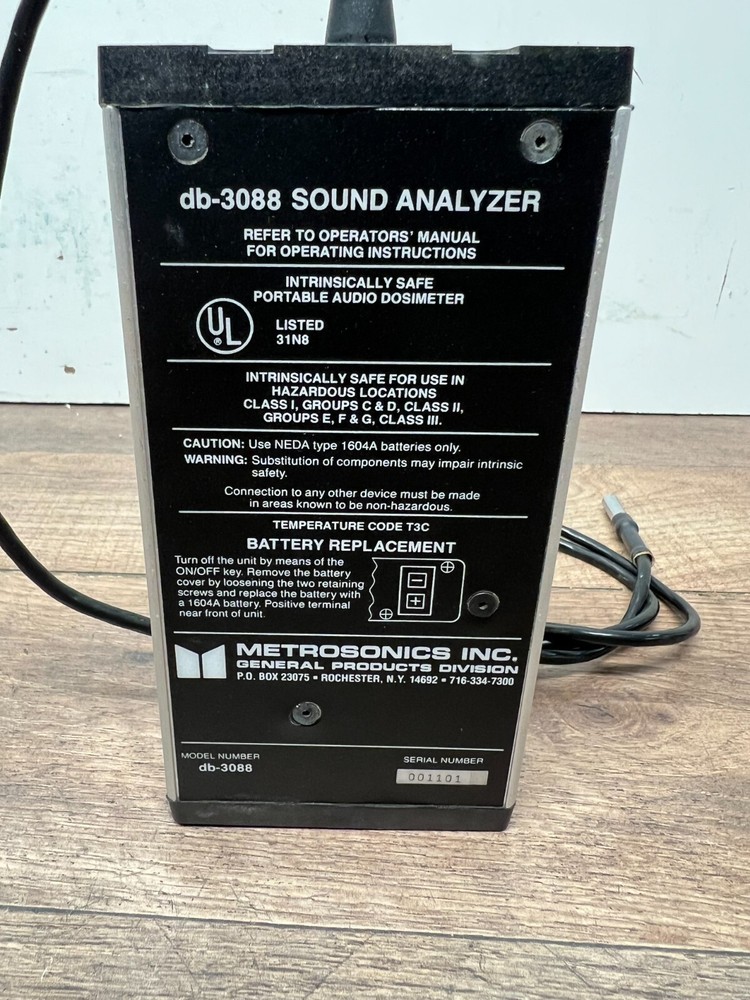 db-3088 SOUND ANALYZER
REFER TO OPERATORS' MANUAL
FOR OPERATING INSTRUCTIONS
INTRINSICALLY SAFE
PORTABLE AUDIO DOSIMETER
UL
®
LISTED
31N8
INTRINSICALLY SAFE FOR USE IN
HAZARDOUS LOCATIONS
CLASS I, GROUPS C & D, CLASS II,
GROUPS E, F & G, CLASS III.
CAUTION: Use NEDA type 1604A batteries only.
WARNING: Substitution of components may impair intrinsic
safety.
Connection to any other device must be made
in areas known to be non-hazardous.
TEMPERATURE CODE T3C
BATTERY REPLACEMENT
Turn off the unit by means of the
ON/OFF key. Remove the battery
cover by loosening the two retaining
screws and replace the battery with
a 1604A battery. Positive terminal
near front of unit.
METROSONICS INC.
GENERAL PRODUCTS DIVISION
P.O. BOX 23075 ▪ ROCHESTER, N.Y. 14692 ▪ 716-334-7300
MODEL NUMBER
db-3088
SERIAL NUMBER
001101